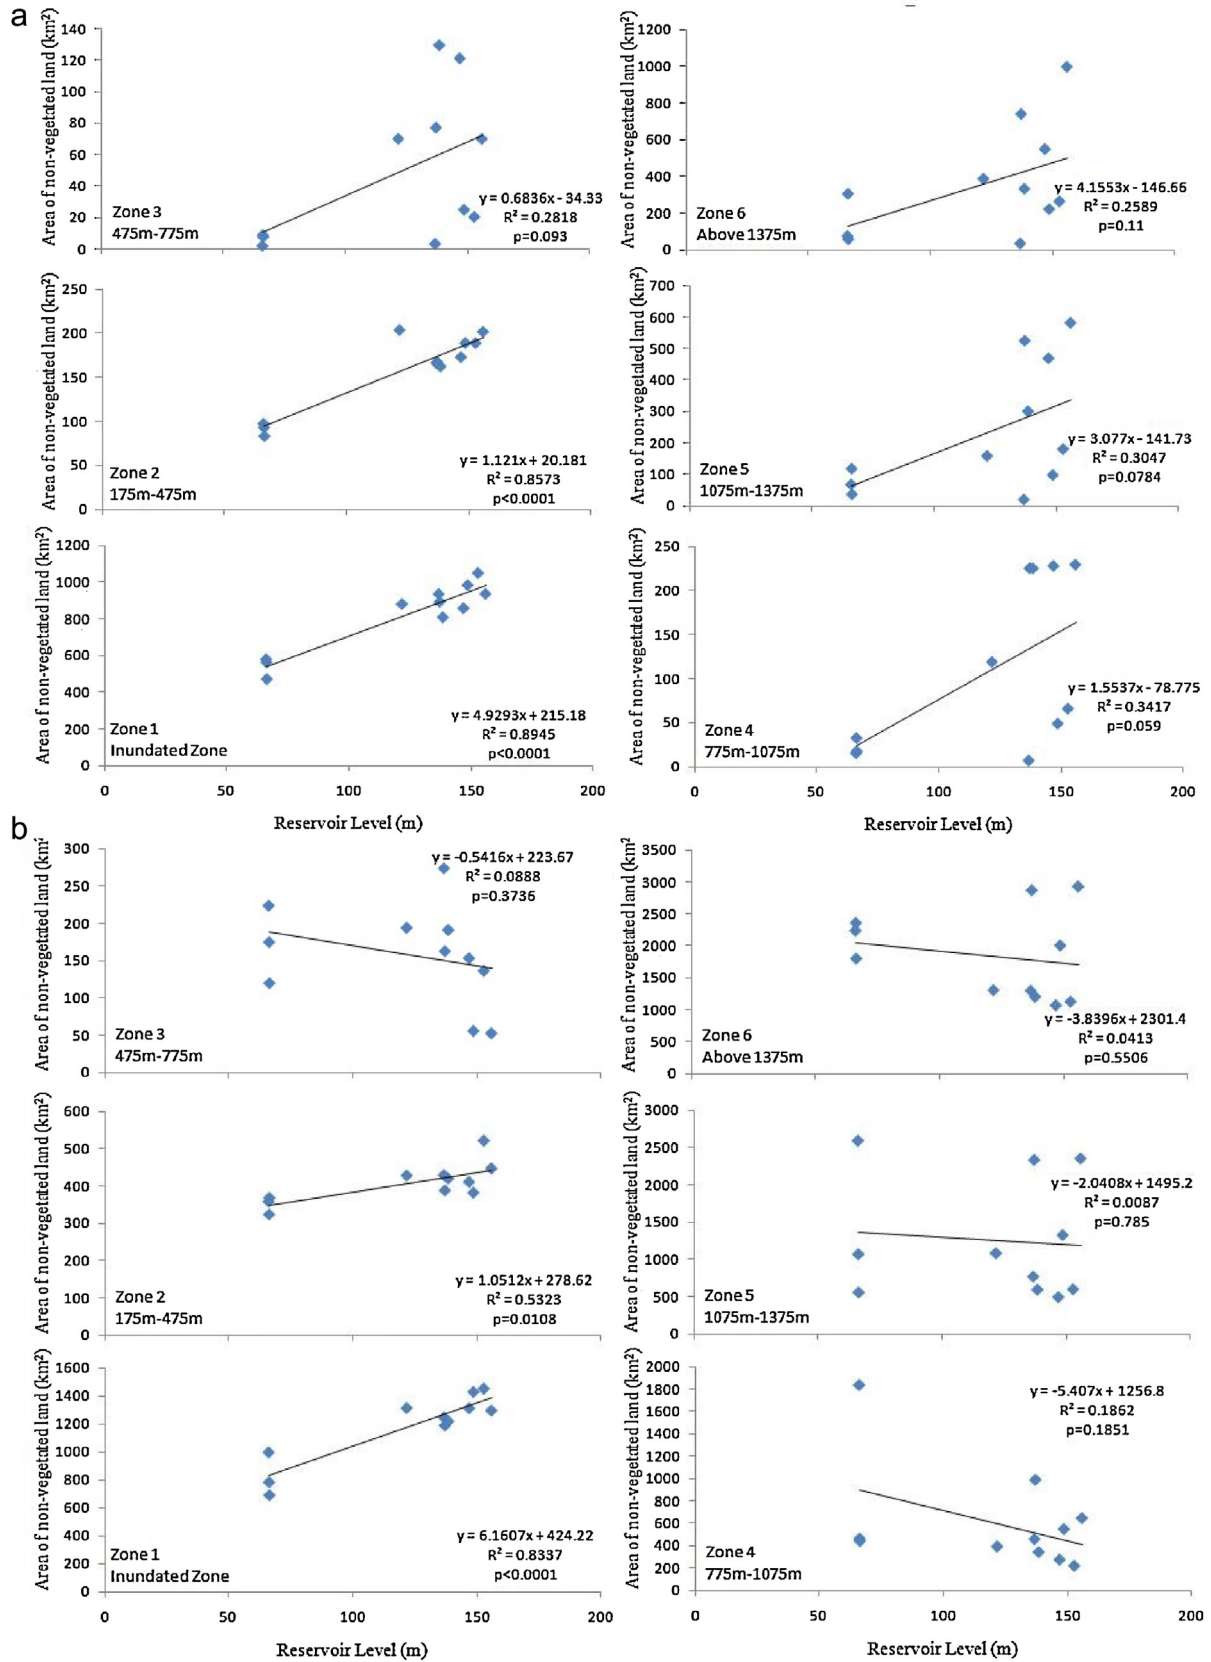 a
Area of non-vegetated land (km²)
140
120
100
80
60
40
20
0
Zone 3
475m-775m
y = 0.6836x - 34.33
R² = 0.2818
p=0.093
Area of non-vegetated land (km²)
1200
1000
800
600
400
200
0
Zone 6
Above 1375m
y = 4.1553x - 146.66
R² = 0.2589
p=0.11
Area of non-vegetated land (km²)
250
200
150
100
50
0
Zone 2
175m-475m
y = 1.121x + 20.181
R² = 0.8573
p<0.0001
Area of non-vegetated land (km²)
700
600
500
400
300
200
100
0
Zone 5
1075m-1375m
y = 3.077x - 141.73
R² = 0.3047
p=0.0784
Area of non-vegetated land (km²)
1200
1000
800
600
400
200
0
Zone 1
Inundated Zone
y = 4.9293x + 215.18
R² = 0.8945
p<0.0001
0 50 100 150 200
Reservoir Level (m)
Area of non-vegetated land (km²)
250
200
150
100
50
0
Zone 4
775m-1075m
y = 1.5537x - 78.775
R² = 0.3417
p=0.059
0 50 100 150 200
Reservoir Level (m)
b
Area of non-vegetated land (km²
300
250
200
150
100
50
0
Zone 3
475m-775m
y = -0.5416x + 223.67
R² = 0.0888
p=0.3736
Area of non-vegetated land (km²
3500
3000
2500
2000
1500
1000
500
0
Zone 6
Above 1375m
y = -3.8396x + 2301.4
R² = 0.0413
p=0.5506
Area of non-vegetated land (km²)
600
500
400
300
200
100
0
Zone 2
175m-475m
y = 1.0512x + 278.62
R² = 0.5323
p=0.0108
Area of non-vegetated land (km²)
3000
2500
2000
1500
1000
500
0
Zone 5
1075m-1375m
y = -2.0408x + 1495.2
R² = 0.0087
p=0.785
Area of non-vegetated land (km²)
1600
1400
1200
1000
800
600
400
200
0
Zone 1
Inundated Zone
y = 6.1607x + 424.22
R² = 0.8337
p<0.0001
0 50 100 150 200
Reservoir Level (m)
Area of non-vegetated land (km²)
2000
1800
1600
1400
1200
1000
800
600
400
200
0
Zone 4
775m-1075m
y = -5.407x + 1256.8
R² = 0.1862
p=0.1851
0 50 100 150 200
Reservoir Level (m)